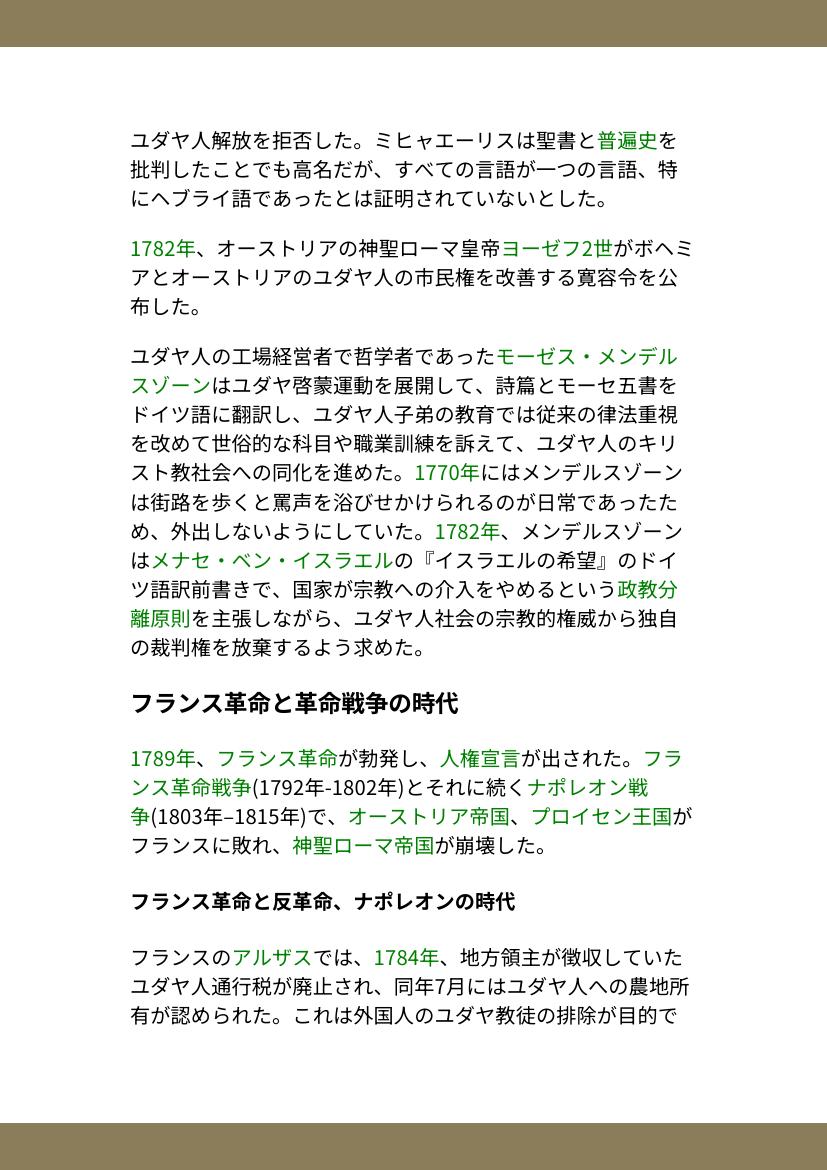 ユダヤ人解放を拒否した。ミヒャエーリスは聖書と普遍史を
批判したことでも高名だが、すべての言語が一つの言語、特
にヘブライ語であったとは証明されていないとした。
1782年、オーストリアの神聖ローマ皇帝ヨーゼフ2世がボヘミ
アとオーストリアのユダヤ人の市民権を改善する寛容令を公
布した。
ユダヤ人の工場経営者で哲学者であったモーゼス・メンデル
スゾーンはユダヤ啓蒙運動を展開して、詩篇とモーセ五書を
ドイツ語に翻訳し、ユダヤ人子弟の教育では従来の律法重視
を改めて世俗的な科目や職業訓練を訴えて、ユダヤ人のキリ
スト教社会への同化を進めた。1770年にはメンデルスゾーン
は街路を歩くと罵声を浴びせかけられるのが日常であったた
め、外出しないようにしていた。1782年、メンデルスゾーン
はメナセ・ベン・イスラエルの『イスラエルの希望』のドイ
ツ語訳前書きで、国家が宗教への介入をやめるという政教分
離原則を主張しながら、ユダヤ人社会の宗教的権威から独自
の裁判権を放棄するよう求めた。
フランス革命と革命戦争の時代
1789年、フランス革命が勃発し、人権宣言が出された。フラ
ンス革命戦争(1792年-1802年)とそれに続くナポレオン戦
争(1803年–1815年)で、オーストリア帝国、プロイセン王国が
フランスに敗れ、神聖ローマ帝国が崩壊した。
フランス革命と反革命、ナポレオンの時代
フランスのアルザスでは、1784年、地方領主が徴収していた
ユダヤ人通行税が廃止され、同年7月にはユダヤ人への農地所
有が認められた。これは外国人のユダヤ教徒の排除が目的で